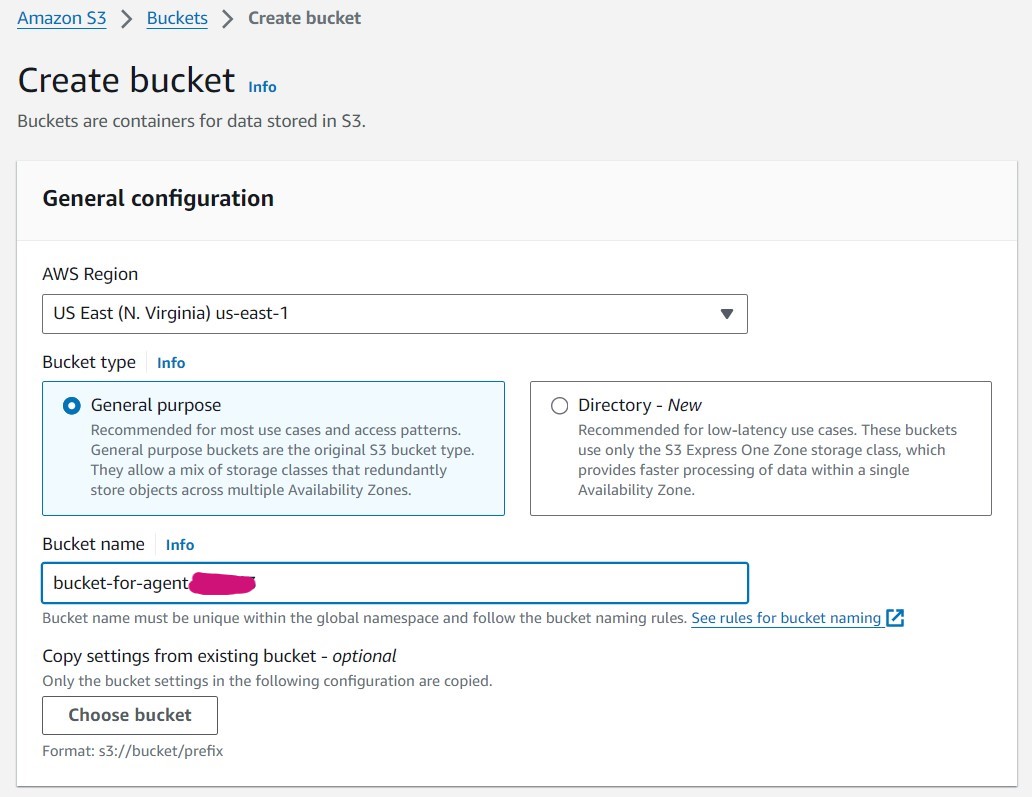 Amazon S3 > Buckets > Create bucket
Create bucket Info
Buckets are containers for data stored in S3.
General configuration
AWS Region
US East (N. Virginia) us-east-1
Bucket type Info
General purpose
Recommended for most use cases and access patterns.
General purpose buckets are the original S3 bucket type.
They allow a mix of storage classes that redundantly
store objects across multiple Availability Zones.
Directory - New
Recommended for low-latency use cases. These buckets
use only the S3 Express One Zone storage class, which
provides faster processing of data within a single
Availability Zone.
Bucket name Info
bucket-for-agent
Bucket name must be unique within the global namespace and follow the bucket naming rules. See rules for bucket naming
Copy settings from existing bucket - optional
Only the bucket settings in the following configuration are copied.
Choose bucket
Format: s3://bucket/prefix